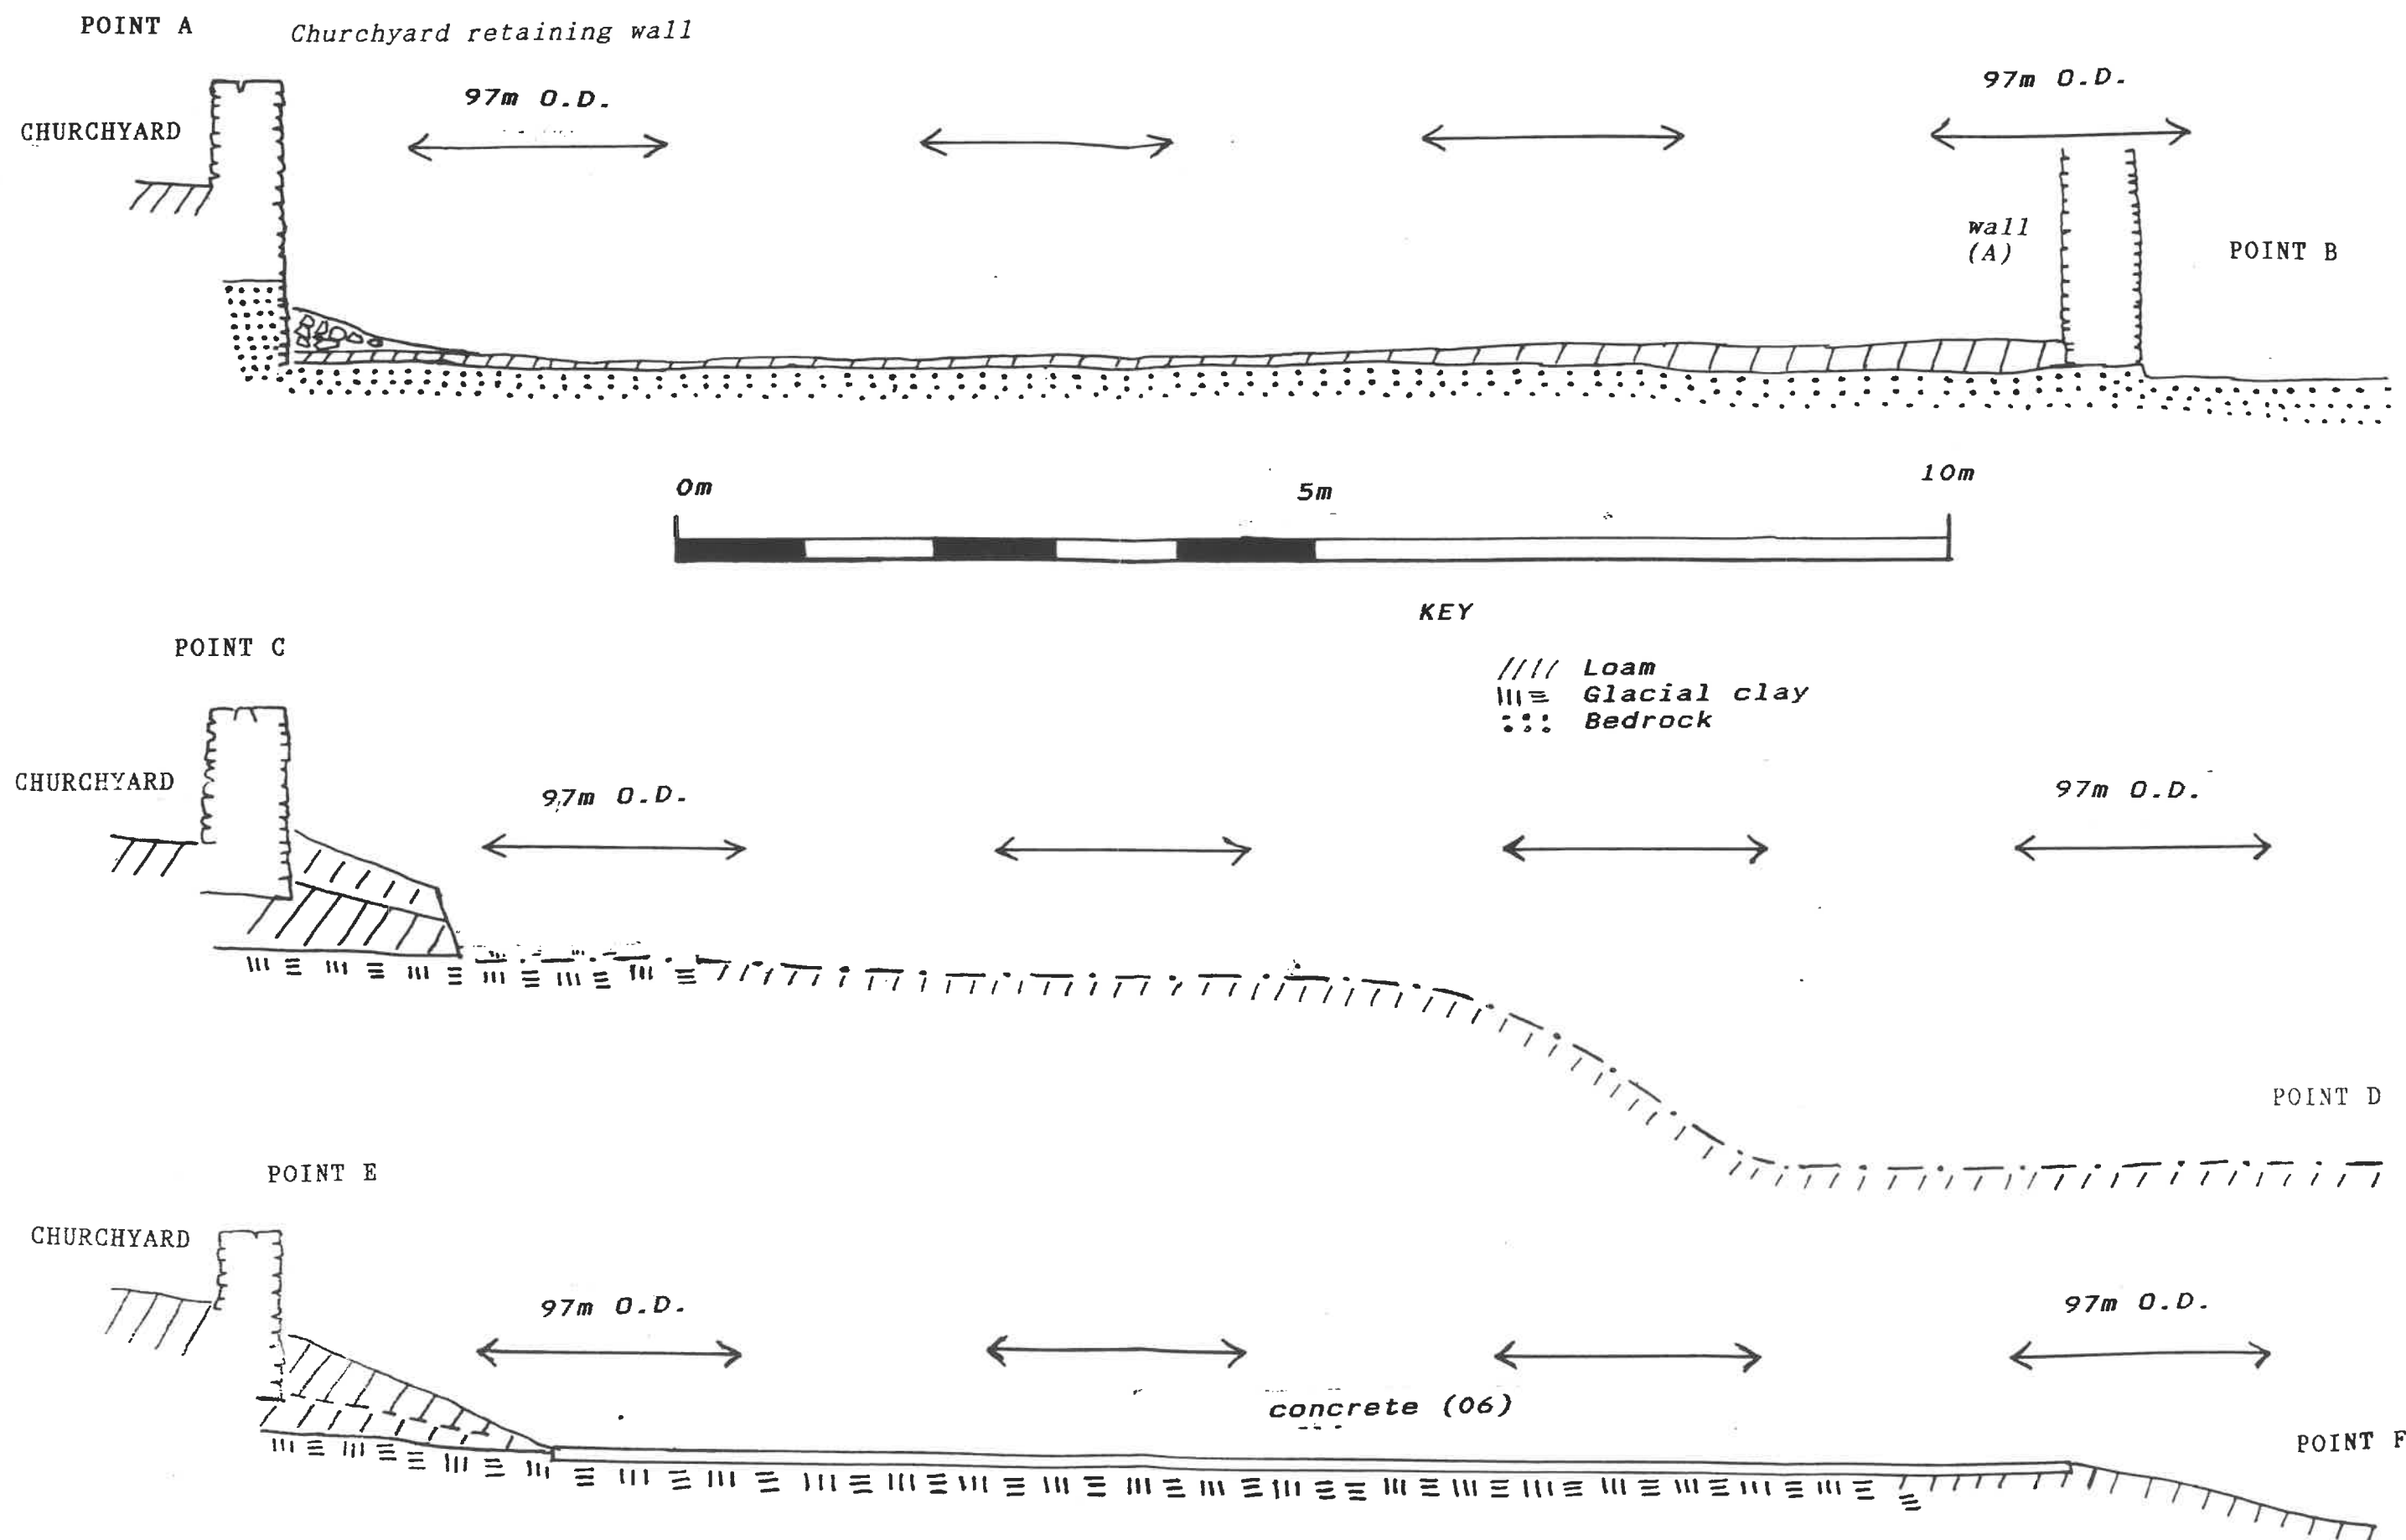 POINT A
Churchyard retaining wall
97m O.D.
97m O.D.
CHURCHYARD
wall
(A)
POINT B
0m
5m
10m
KEY
POINT C
Loam
Glacial clay
Bedrock
CHURCHYARD
97m O.D.
97m O.D.
POINT D
POINT E
CHURCHYARD
97m O.D.
97m O.D.
concrete (06)
POINT F